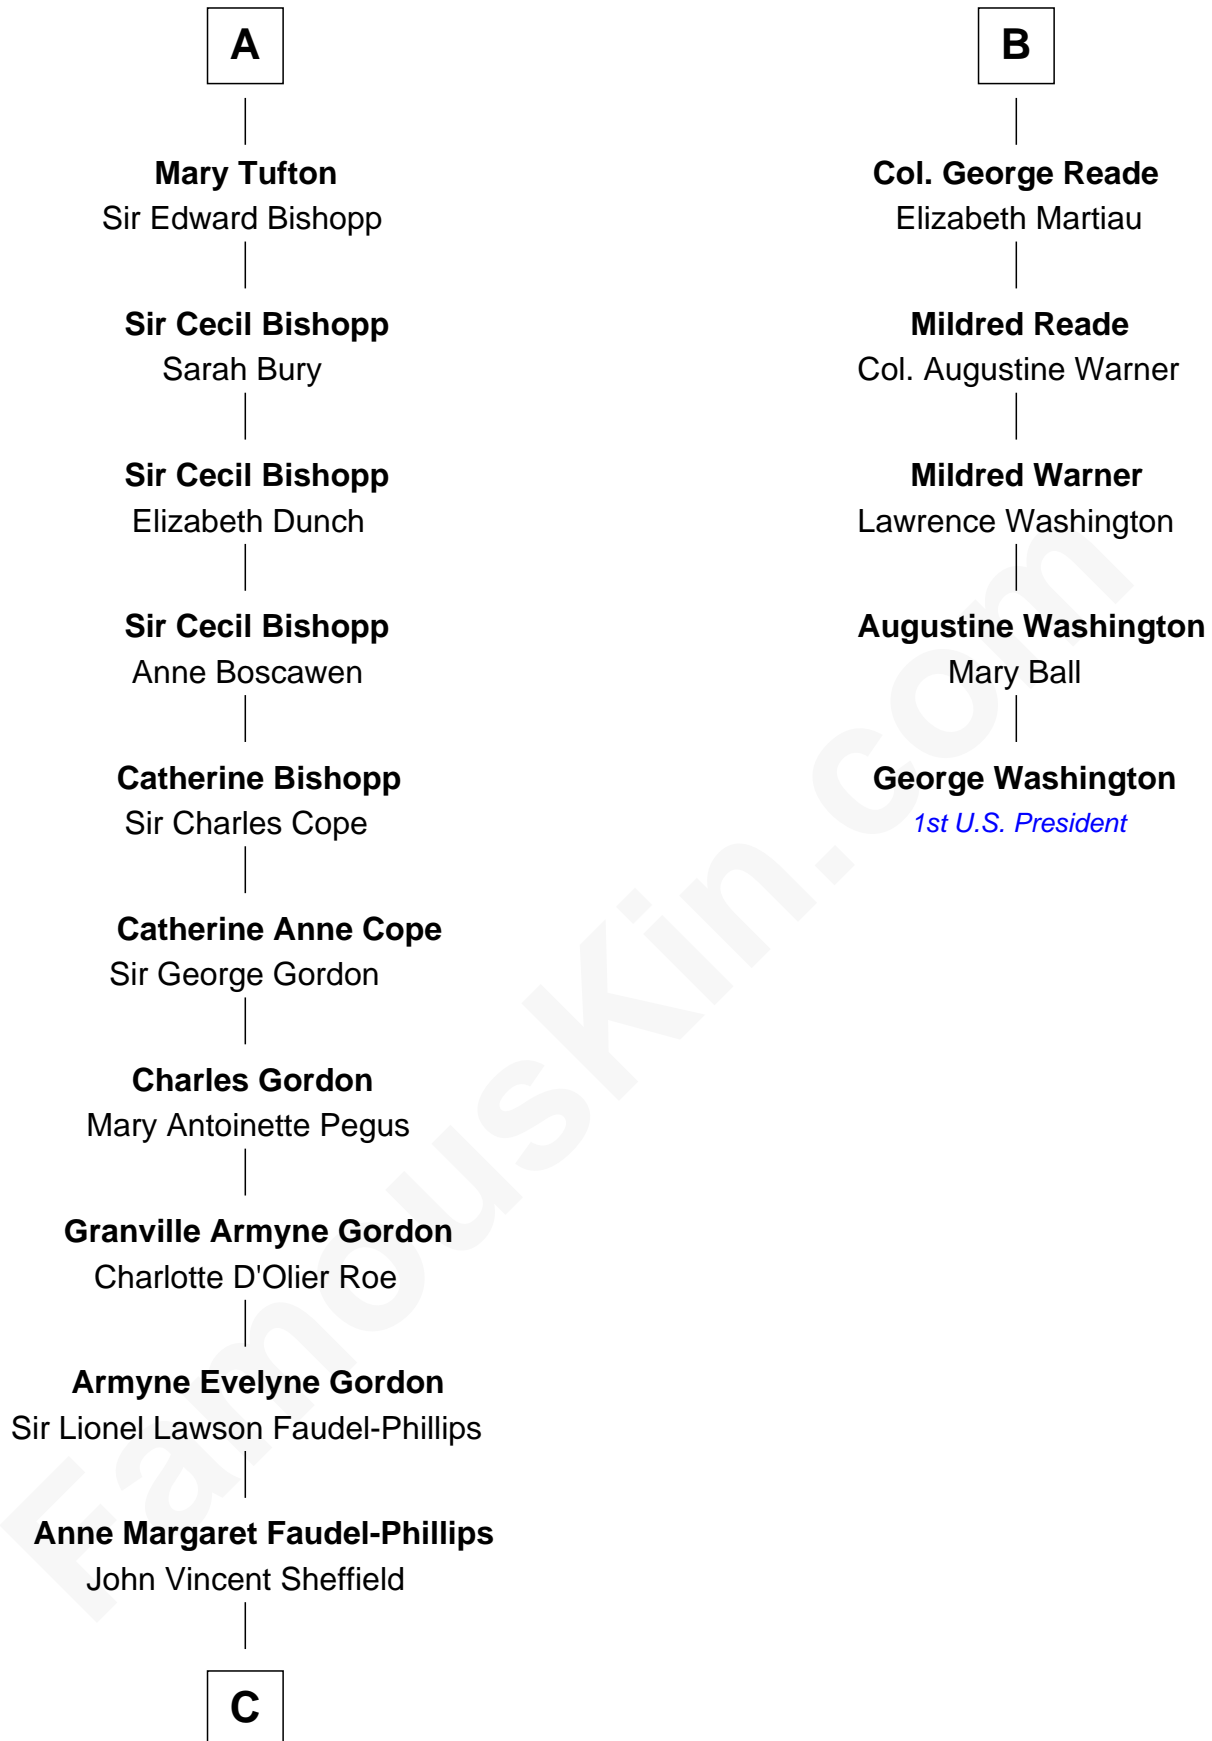 A
Mary Tufton
Sir Edward Bishopp
Sir Cecil Bishopp
Sarah Bury
Sir Cecil Bishopp
Elizabeth Dunch
Sir Cecil Bishopp
Anne Boscawen
Catherine Bishopp
Sir Charles Cope
Catherine Anne Cope
Sir George Gordon
Charles Gordon
Mary Antoinette Pegus
Granville Armyne Gordon
Charlotte D'Olier Roe
Armyne Evelyne Gordon
Sir Lionel Lawson Faudel-Phillips
Anne Margaret Faudel-Phillips
John Vincent Sheffield
C
B
Col. George Reade
Elizabeth Martiau
Mildred Reade
Col. Augustine Warner
Mildred Warner
Lawrence Washington
Augustine Washington
Mary Ball
George Washington
1st U.S. President
FamousKin.com